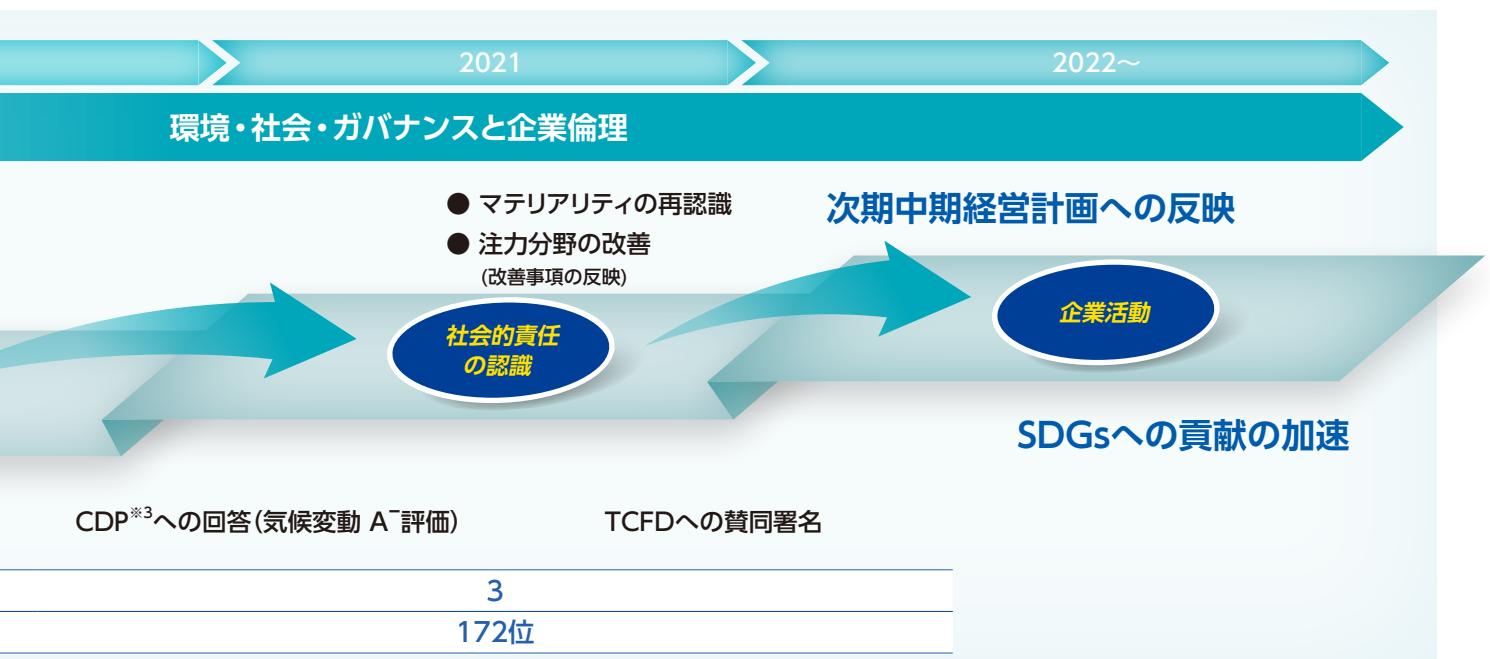 2021
2022~
環境・社会・ガバナンスと企業倫理
● マテリアリティの再認識
● 注力分野の改善
(改善事項の反映)
次期中期経営計画への反映
社会的責任
の認識
企業活動
SDGsへの貢献の加速
CDP※3への回答(気候変動 A⁻評価)
TCFDへの賛同署名
3
172位